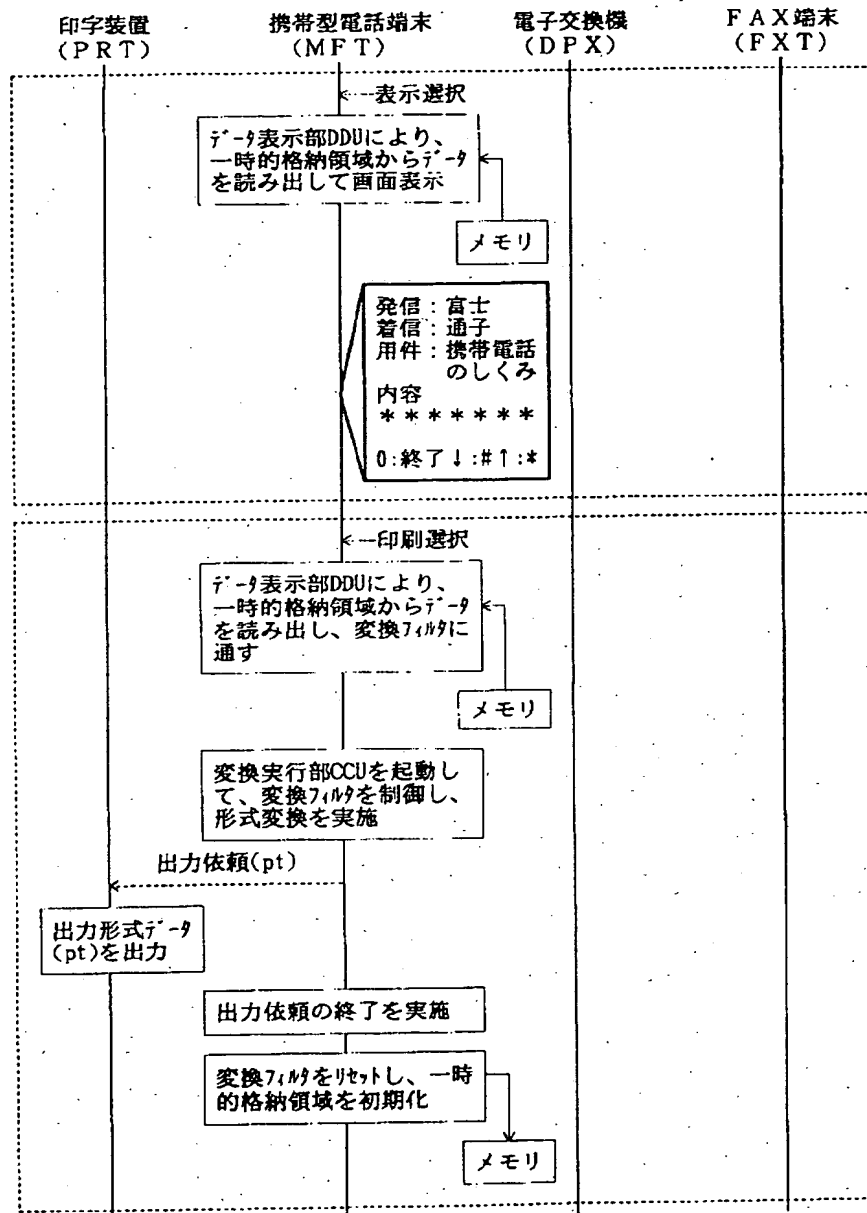 印字装置 携帯型電話端末 電子交換機 FAX端末
(PRT) (MFT) (DPX) (FXT)
表示選択
データ表示部DDUにより、
一時的格納領域からデータ
を読み出して画面表示
メモリ
発信：富士
着信：通子
用件：携帯電話
のしくみ
内容
＊＊＊＊＊＊＊
0:終了↓:#↑:*
印刷選択
データ表示部DDUにより、
一時的格納領域からデータ
を読み出し、変換フィルタに
通す
メモリ
変換実行部CCUを起動し
て、変換フィルタを制御し、
形式変換を実施
出力依頼(pt)
出力形式データ
(pt)を出力
出力依頼の終了を実施
変換フィルタをリセットし、一時
的格納領域を初期化
メモリ